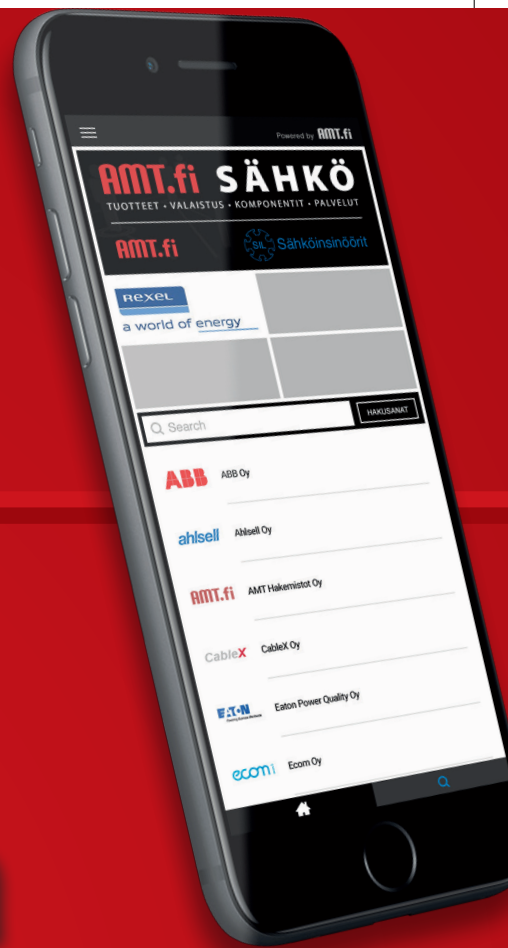 Powered by AMT.fi
AMT.fi SÄHKÖ
TUOTTEET • VALAISTUS • KOMPONENTIT • PALVELUT
AMT.fi SIL Sähköinsinöörit
REXEL
a world of energy
Search HAKUSANAT
ABB ABB Oy
ahlsell Ahlsell Oy
AMT.fi AMT Hakemistot Oy
CableX CableX Oy
EATON Eaton Power Quality Oy
ecom Ecom Oy